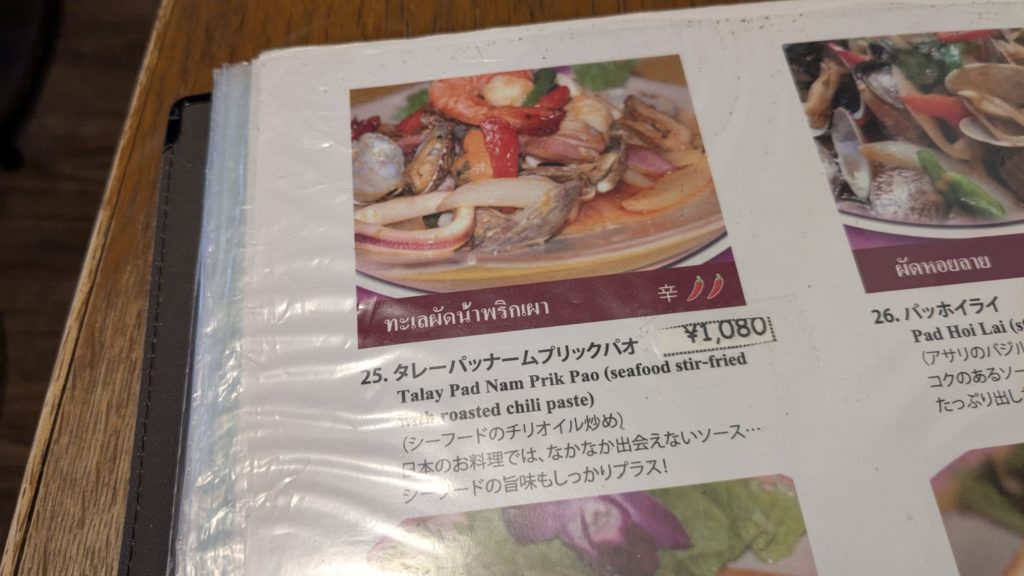 ทะเลผัดน้ำพริกเผา 辛
¥1,080
25. タレーパッナームプリックパオ
Talay Pad Nam Prik Pao (seafood stir-fried
with roasted chili paste)
(シーフードのチリオイル炒め)
日本のお料理では、なかなか出会えないソース…
シーフードの旨味もしっかりプラス!
ผัดหอยลาย
26. パッホイライ
Pad Hoi Lai (s
(アサリのバジル
コクのあるソー
たっぷり出し